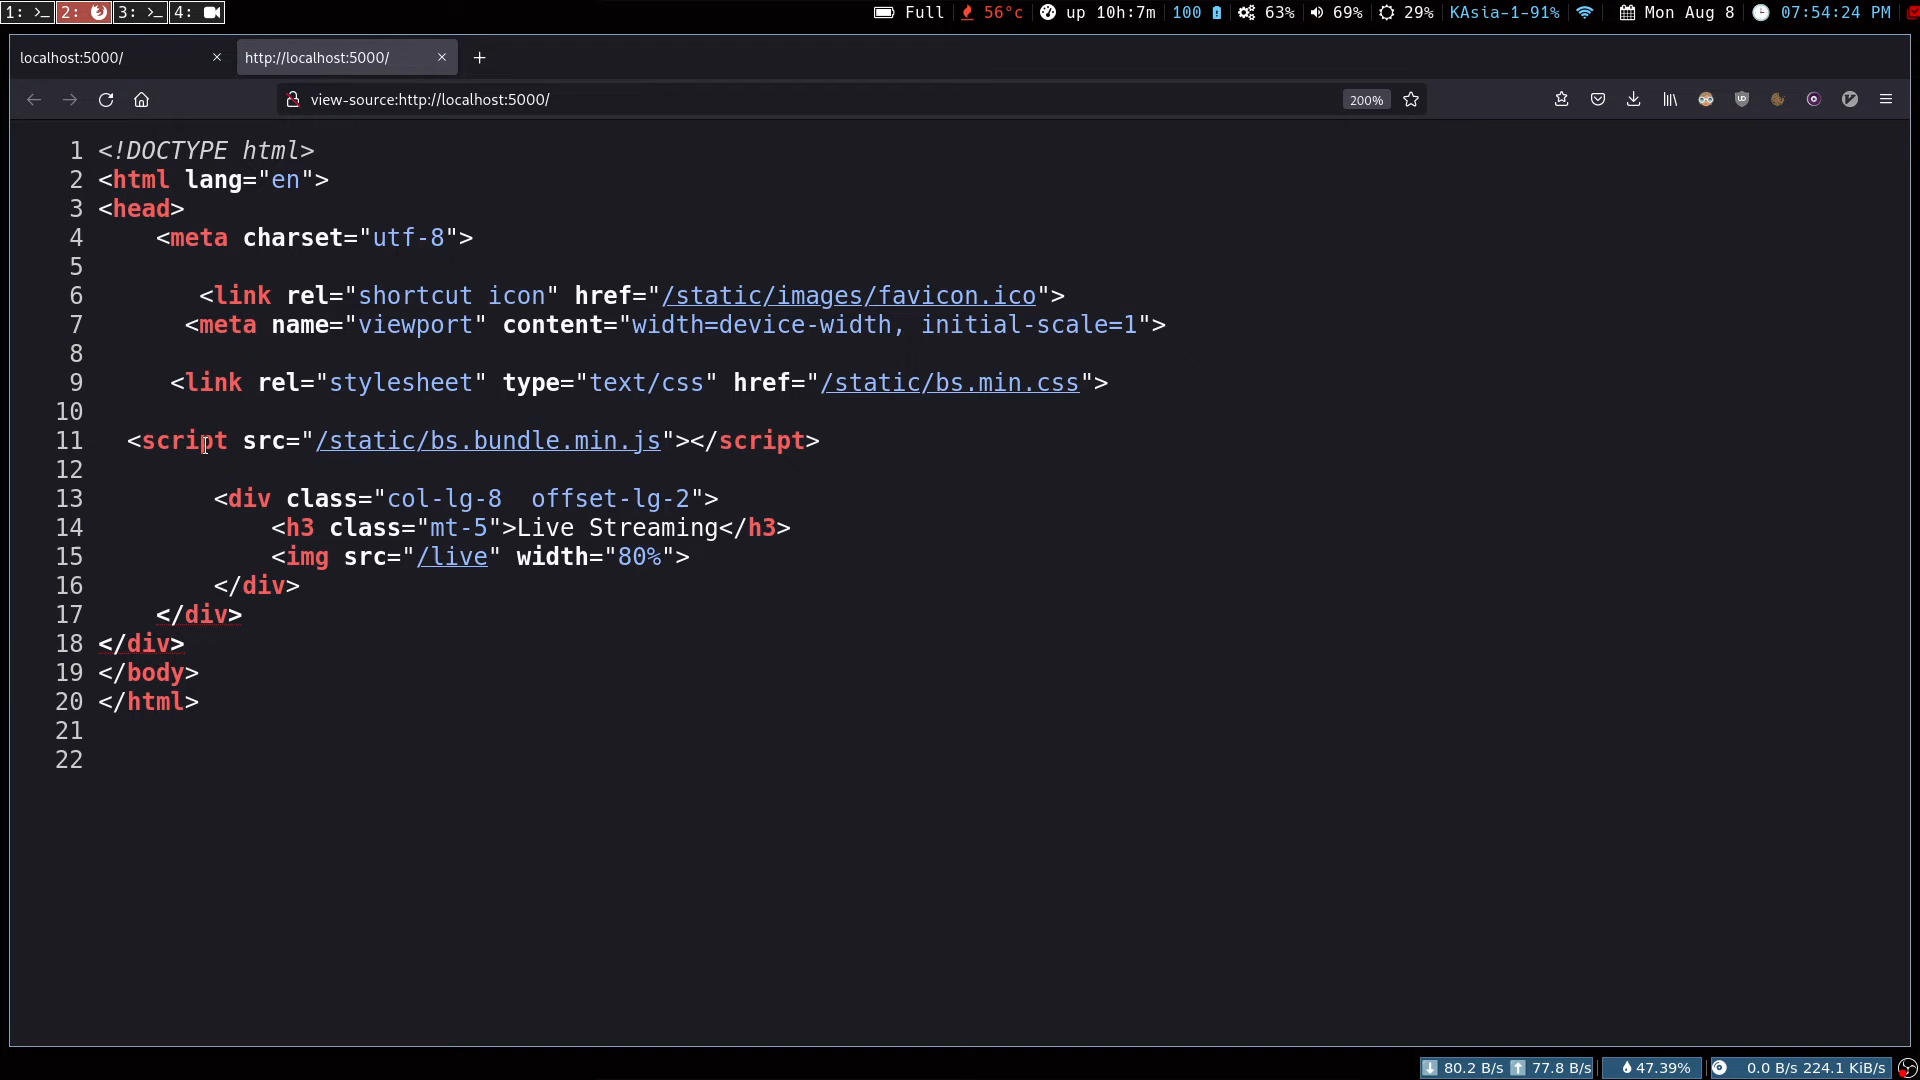 1: >_ 2: 3: >_ 4: Full 56°c up 10h:7m 100 63% 69% 29% KAsia-1-91% Mon Aug 8 07:54:24 PM
localhost:5000/ × http://localhost:5000/ × +
view-source:http://localhost:5000/ 200%
1 <!DOCTYPE html>
2 <html lang="en">
3 <head>
4 <meta charset="utf-8">
5
6 <link rel="shortcut icon" href="/static/images/favicon.ico">
7 <meta name="viewport" content="width=device-width, initial-scale=1">
8
9 <link rel="stylesheet" type="text/css" href="/static/bs.min.css">
10
11 <script src="/static/bs.bundle.min.js"></script>
12
13 <div class="col-lg-8  offset-lg-2">
14 <h3 class="mt-5">Live Streaming</h3>
15 <img src="/live" width="80%">
16 </div>
17 </div>
18 </div>
19 </body>
20 </html>
21
22
80.2 B/s 77.8 B/s 47.39% 0.0 B/s 224.1 KiB/s